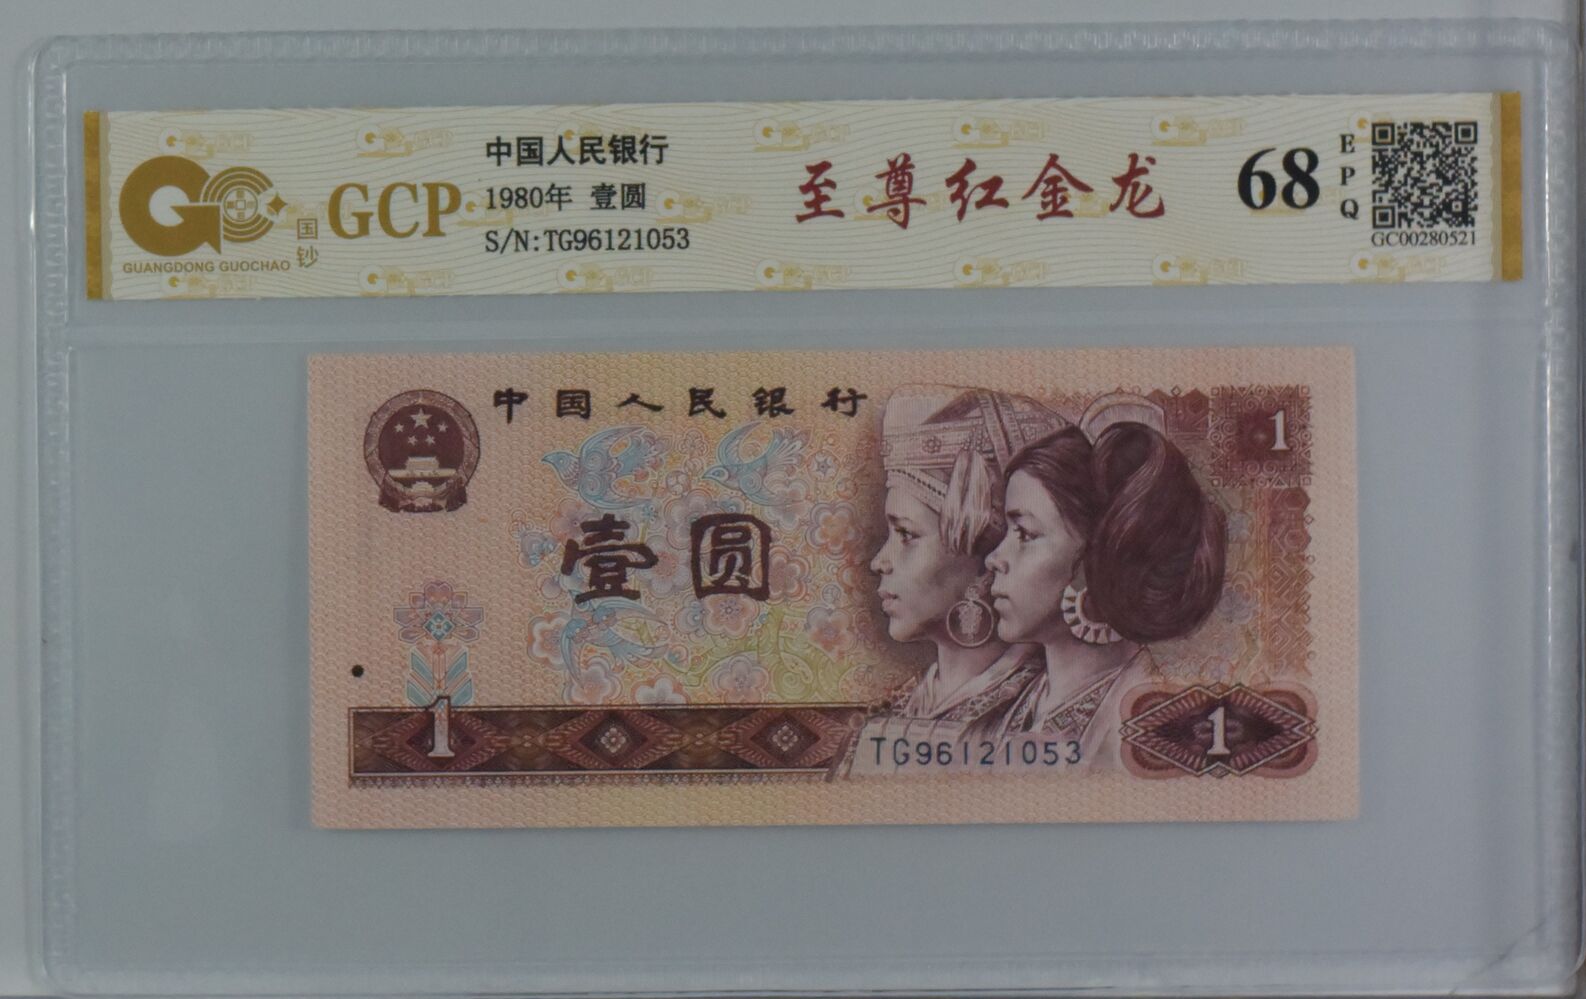 中国人民银行
1980年 壹圆
S/N:TG96121053
GCP
国钞
GUANGDONG GUOCHAO
至尊红金龙
68
EPQ
GC00280521
中国人民银行
1
壹圆
1
TG96121053
1